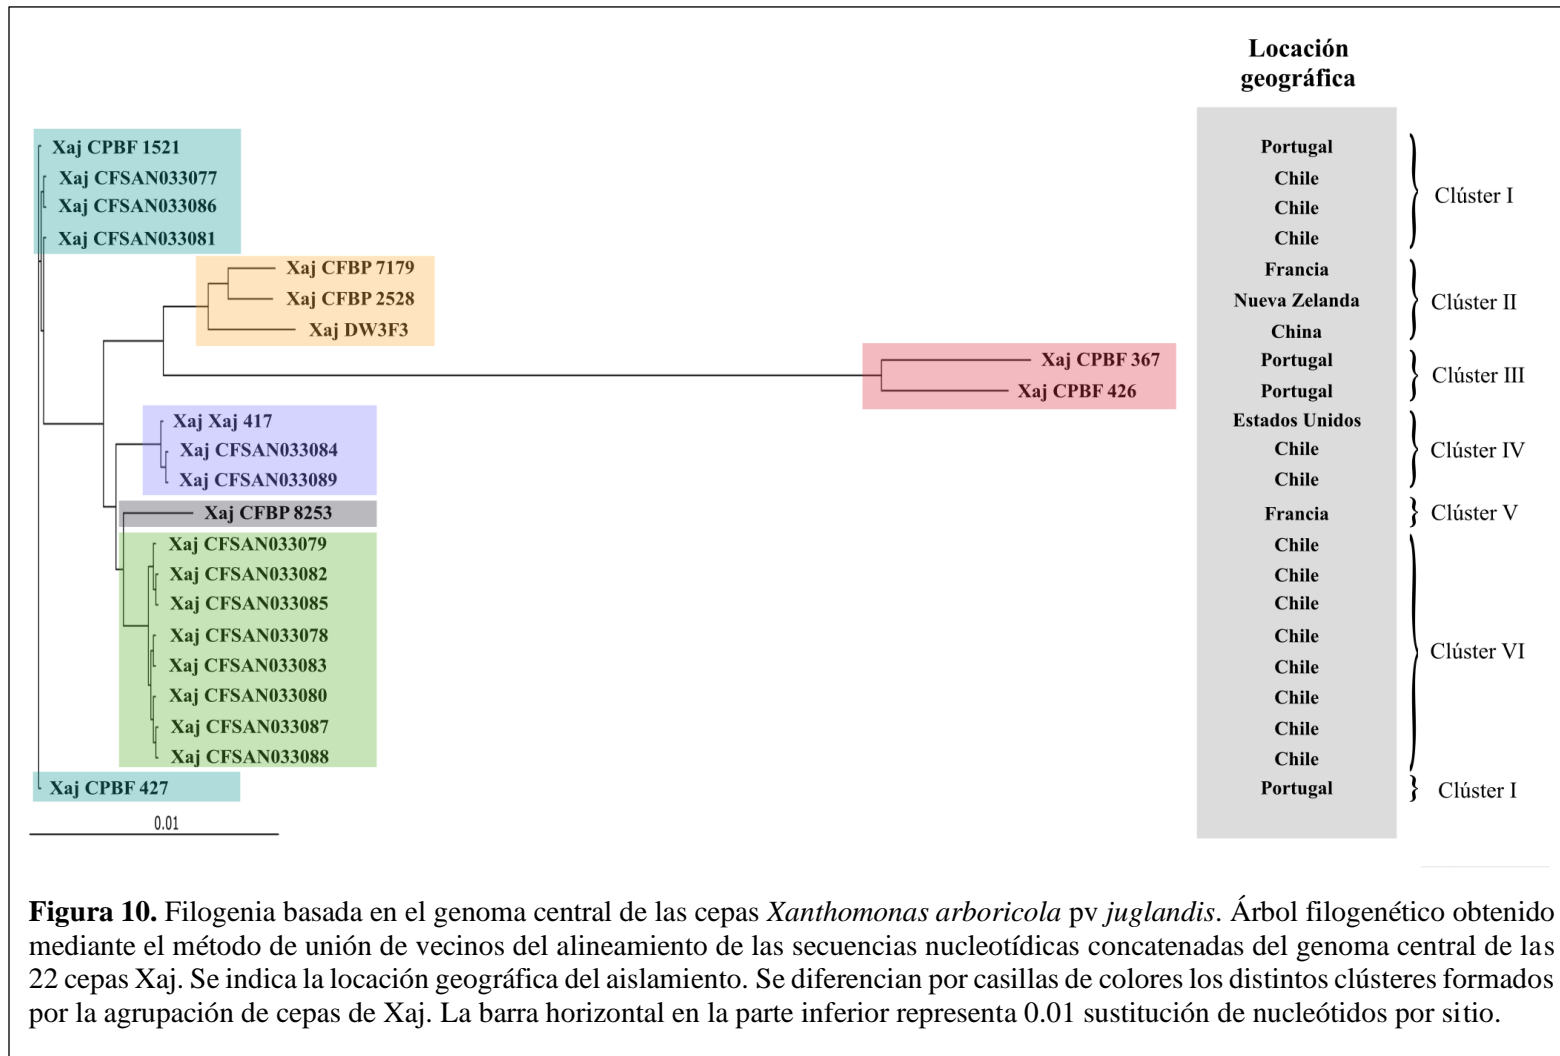 Locación
geográfica
Xaj CPBF 1521 Portugal
Xaj CFSAN033077 Chile
Clúster I
Xaj CFSAN033086 Chile
Xaj CFSAN033081 Chile
Xaj CFBP 7179 Francia
Xaj CFBP 2528 Nueva Zelanda Clúster II
Xaj DW3F3 China
Xaj CPBF 367 Portugal
Clúster III
Xaj CPBF 426 Portugal
Xaj Xaj 417 Estados Unidos
Xaj CFSAN033084 Chile Clúster IV
Xaj CFSAN033089 Chile
Xaj CFBP 8253 Francia Clúster V
Xaj CFSAN033079 Chile
Xaj CFSAN033082 Chile
Xaj CFSAN033085 Chile
Xaj CFSAN033078 Chile
Clúster VI
Xaj CFSAN033083 Chile
Xaj CFSAN033080 Chile
Xaj CFSAN033087 Chile
Xaj CFSAN033088 Chile
Xaj CPBF 427 Portugal Clúster I
0.01
Figura 10. Filogenia basada en el genoma central de las cepas Xanthomonas arboricola pv juglandis. Árbol filogenético obtenido
mediante el método de unión de vecinos del alineamiento de las secuencias nucleotídicas concatenadas del genoma central de las
22 cepas Xaj. Se indica la locación geográfica del aislamiento. Se diferencian por casillas de colores los distintos clústeres formados
por la agrupación de cepas de Xaj. La barra horizontal en la parte inferior representa 0.01 sustitución de nucleótidos por sitio.